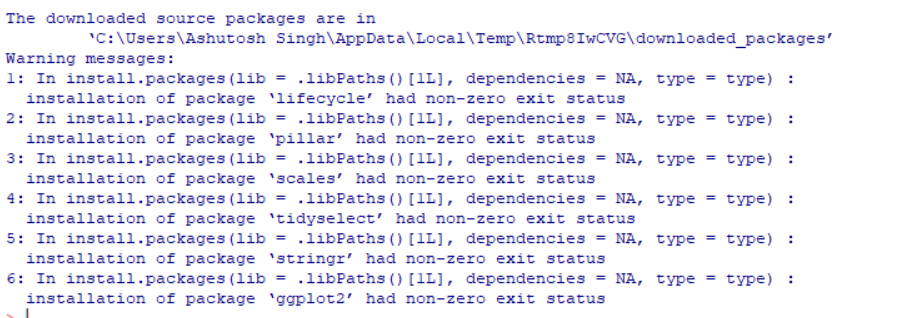 The downloaded source packages are in
‘C:\Users\Ashutosh Singh\AppData\Local\Temp\Rtmp8IwCVG\downloaded_packages’
Warning messages:
1: In install.packages(lib = .libPaths()[1L], dependencies = NA, type = type) :
installation of package ‘lifecycle’ had non-zero exit status
2: In install.packages(lib = .libPaths()[1L], dependencies = NA, type = type) :
installation of package ‘pillar’ had non-zero exit status
3: In install.packages(lib = .libPaths()[1L], dependencies = NA, type = type) :
installation of package ‘scales’ had non-zero exit status
4: In install.packages(lib = .libPaths()[1L], dependencies = NA, type = type) :
installation of package ‘tidyselect’ had non-zero exit status
5: In install.packages(lib = .libPaths()[1L], dependencies = NA, type = type) :
installation of package ‘stringr’ had non-zero exit status
6: In install.packages(lib = .libPaths()[1L], dependencies = NA, type = type) :
installation of package ‘ggplot2’ had non-zero exit status
>